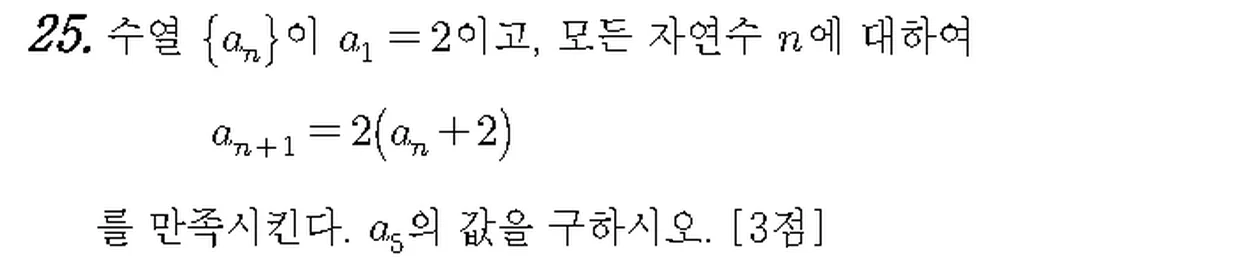 25. 수열 {aₙ}이 a₁ = 2이고, 모든 자연수 n에 대하여
aₙ₊₁ = 2(aₙ + 2)
를 만족시킨다. a₅의 값을 구하시오. [3점]